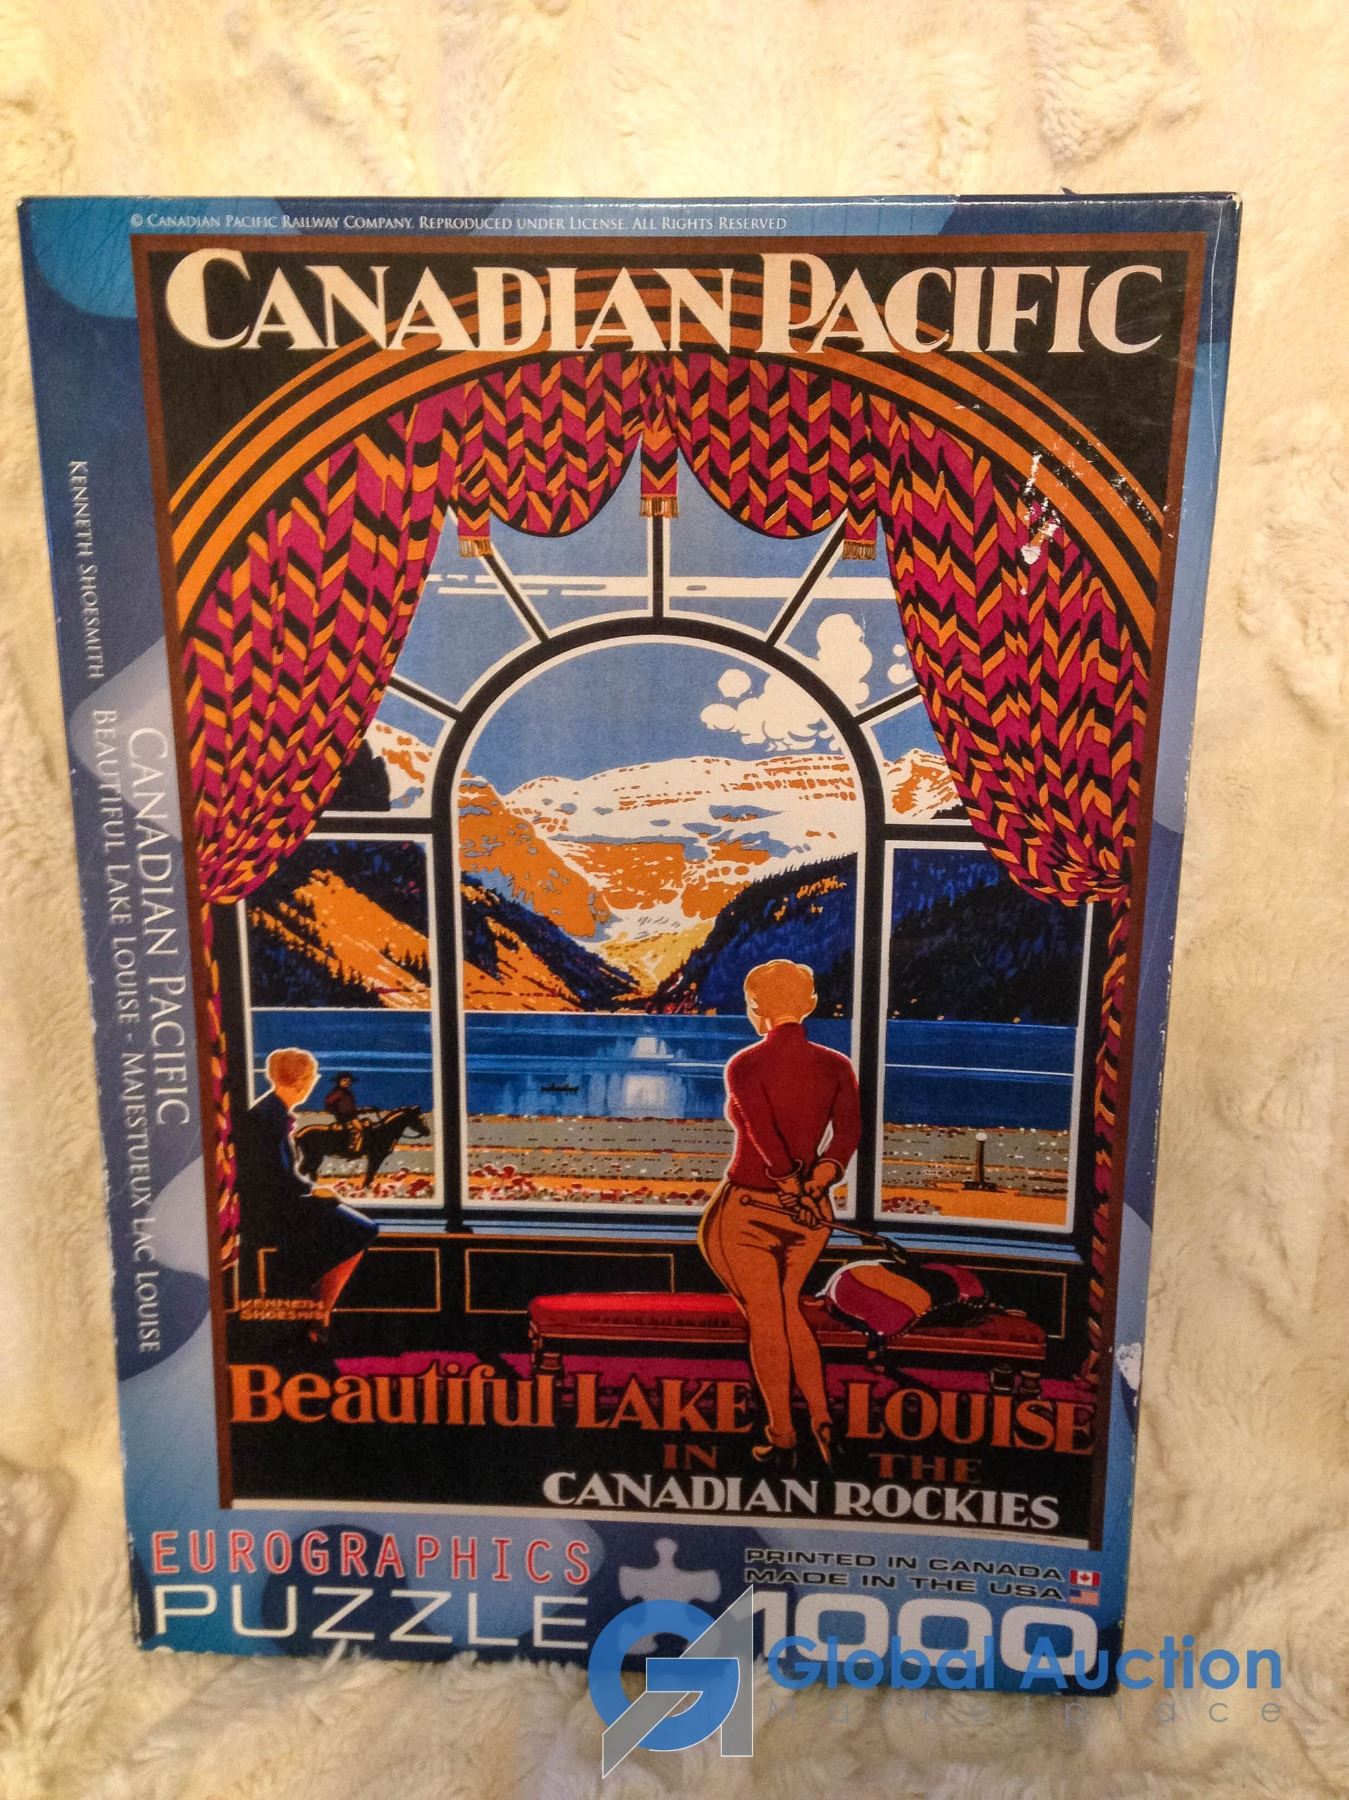 © Canadian Pacific Railway Company. Reproduced under License. All Rights Reserved
CANADIAN PACIFIC
KENNETH SHOESMITH
CANADIAN PACIFIC
BEAUTIFUL LAKE LOUISE - MAJESTUEUX LAC LOUISE
KENNETH
SHOESMITH
Beautiful LAKE LOUISE
IN THE
CANADIAN ROCKIES
EUROGRAPHICS
PUZZLE
PRINTED IN CANADA
MADE IN THE USA
1000
Global Auction
Marketplace